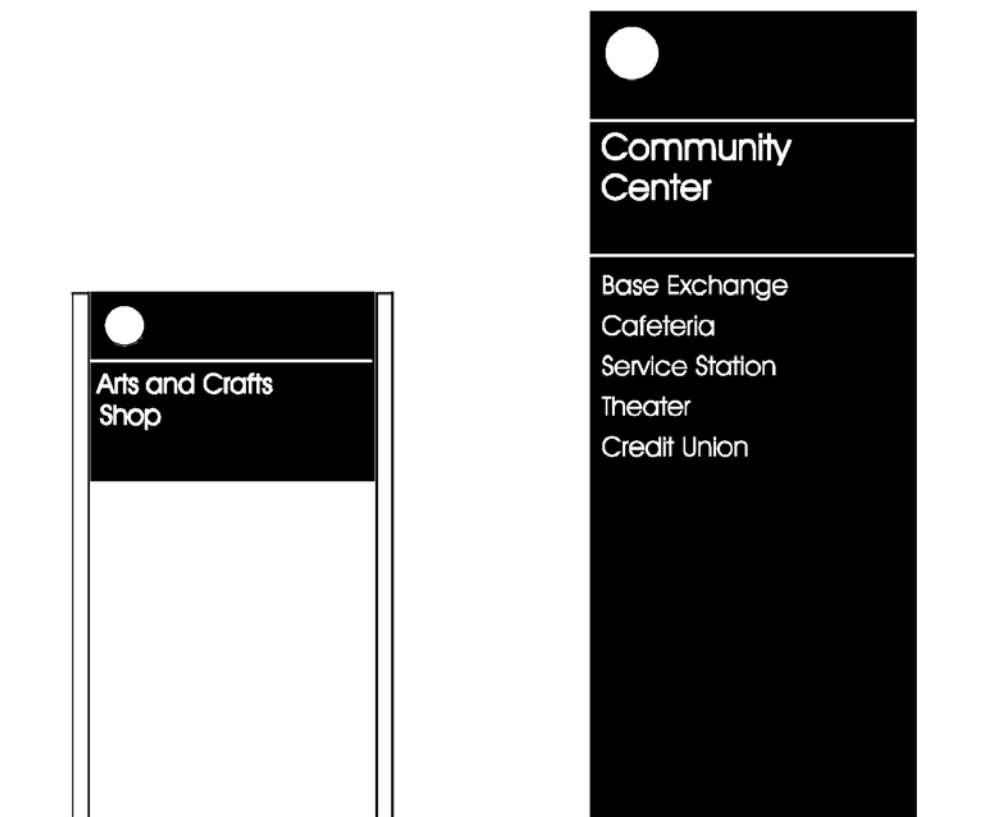 Arts and Crafts
Shop
Community
Center
Base Exchange
Cafeteria
Service Station
Theater
Credit Union